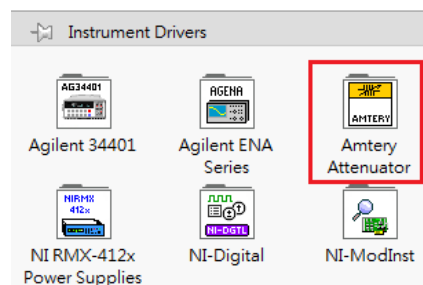 Instrument Drivers
AG34401
AGENA
AMTERY
Agilent 34401
Agilent ENA
Series
Amtery
Attenuator
NIRMX
412x
NI-DGTL
NI RMX-412x
Power Supplies
NI-Digital
NI-ModInst